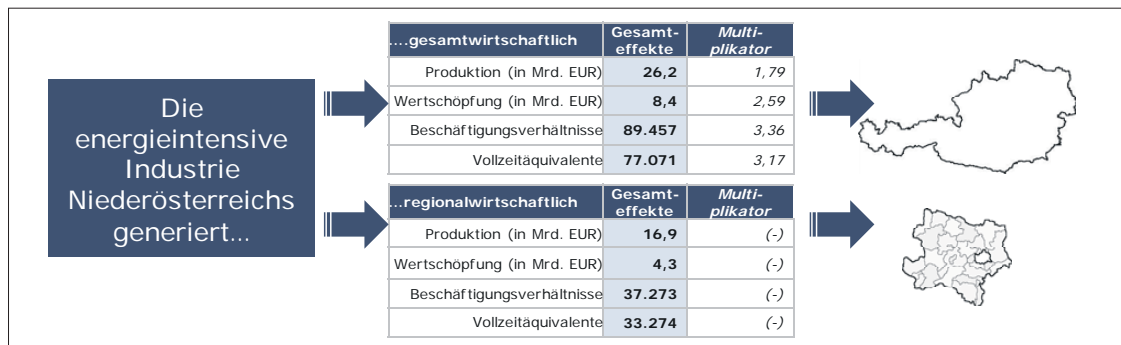 Die
energieintensive
Industrie
Niederösterreichs
generiert...
....gesamtwirtschaftlich Gesamt-effekte Multi-plikator
Produktion (in Mrd. EUR) 26,2 1,79
Wertschöpfung (in Mrd. EUR) 8,4 2,59
Beschäftigungsverhältnisse 89.457 3,36
Vollzeitäquivalente 77.071 3,17
...regionalwirtschaftlich Gesamt-effekte Multi-plikator
Produktion (in Mrd. EUR) 16,9 (-)
Wertschöpfung (in Mrd. EUR) 4,3 (-)
Beschäftigungsverhältnisse 37.273 (-)
Vollzeitäquivalente 33.274 (-)